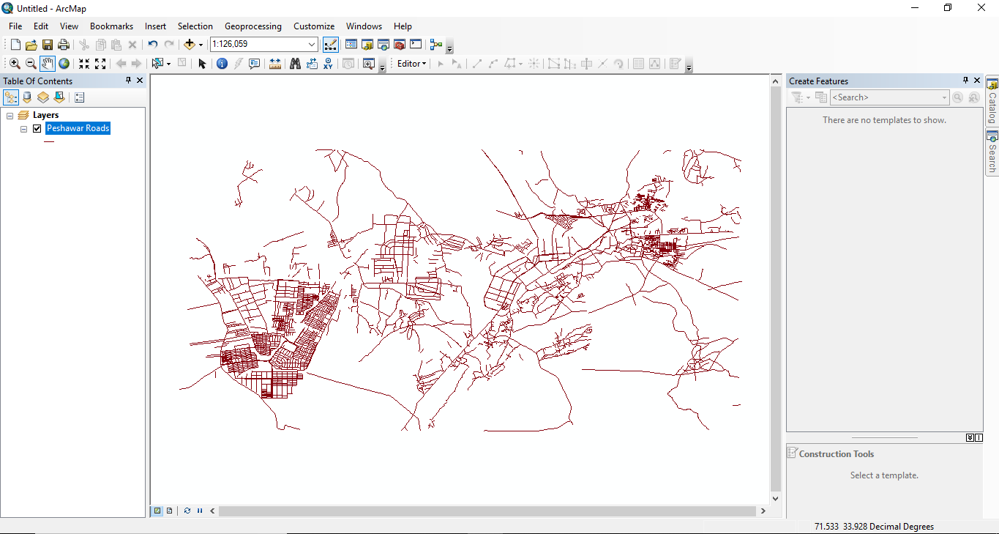 Untitled - ArcMap
File Edit View Bookmarks Insert Selection Geoprocessing Customize Windows Help
1:126,059
Editor
Table Of Contents
Create Features
<Search>
Layers
Peshawar Roads
There are no templates to show.
Catalog
Search
Construction Tools
Select a template.
71.533 33.928 Decimal Degrees